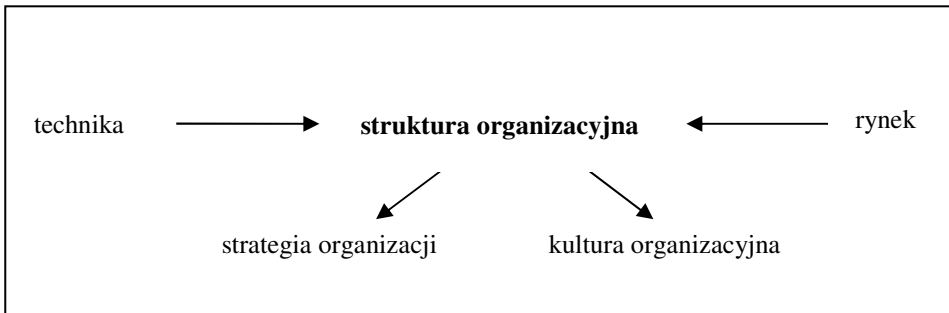 technika struktura organizacyjna rynek
strategia organizacji kultura organizacyjna